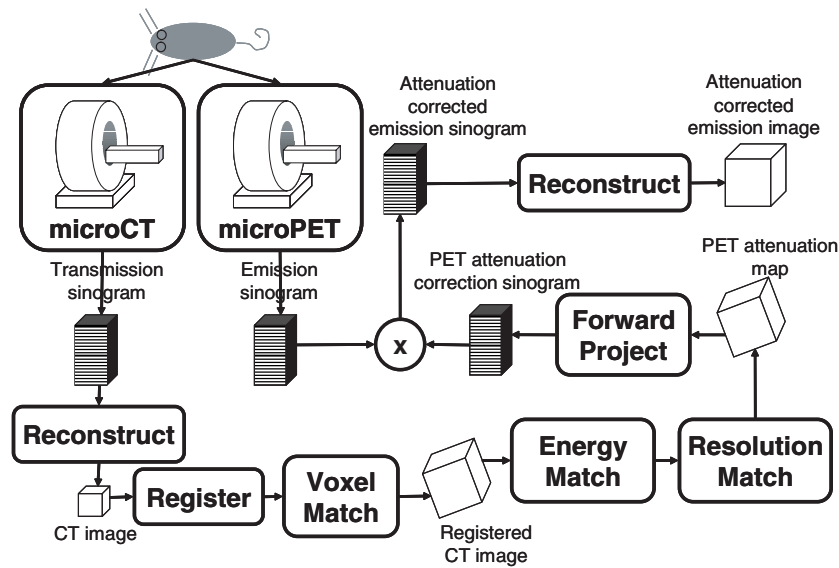 Attenuation
corrected
emission sinogram
Attenuation
corrected
emission image
microCT
microPET
Reconstruct
Transmission
sinogram
Emission
sinogram
PET attenuation
correction sinogram
PET attenuation
map
x
Forward
Project
Reconstruct
CT image
Register
Voxel
Match
Registered
CT image
Energy
Match
Resolution
Match